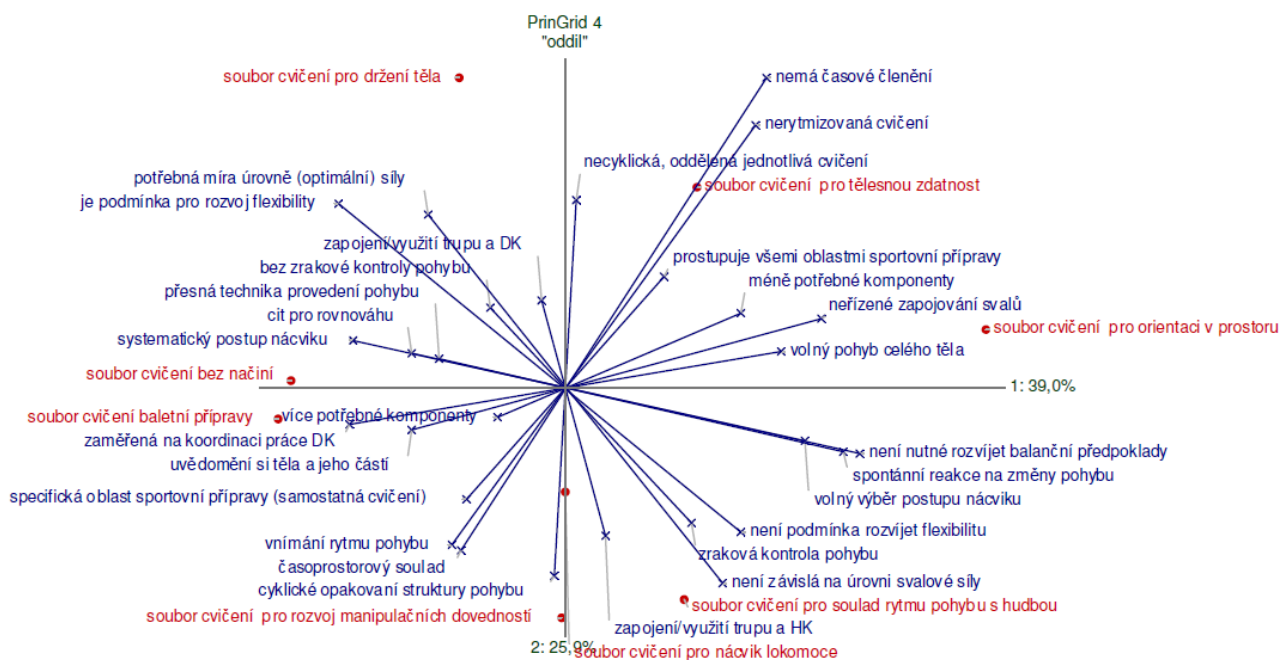 PrinGrid 4
"oddil"
soubor cvičení pro držení těla
nemá časové členění
nerytmizovaná cvičení
necyklická, oddělená jednotlivá cvičení
potřebná míra úrovně (optimální) síly
soubor cvičení pro tělesnou zdatnost
je podmínka pro rozvoj flexibility
zapojení/využití trupu a DK
prostupuje všemi oblastmi sportovní přípravy
bez zrakové kontroly pohybu
méně potřebné komponenty
přesná technika provedení pohybu
neřízené zapojování svalů
cit pro rovnováhu
soubor cvičení pro orientaci v prostoru
systematický postup nácviku
volný pohyb celého těla
soubor cvičení bez načiní
1: 39,0%
soubor cvičení baletní přípravy
více potřebné komponenty
zaměřená na koordinaci práce DK
není nutné rozvíjet balanční předpoklady
uvědomění si těla a jeho částí
spontánní reakce na změny pohybu
specifická oblast sportovní přípravy (samostatná cvičení)
volný výběr postupu nácviku
není podmínka rozvíjet flexibilitu
vnímání rytmu pohybu
zraková kontrola pohybu
časoprostorový soulad
není závislá na úrovni svalové síly
cyklické opakovaní struktury pohybu
soubor cvičení pro soulad rytmu pohybu s hudbou
soubor cvičení pro rozvoj manipulačních dovedností
zapojení/využití trupu a HK
2: 25,9%
soubor cvičení pro nácvik lokomoce